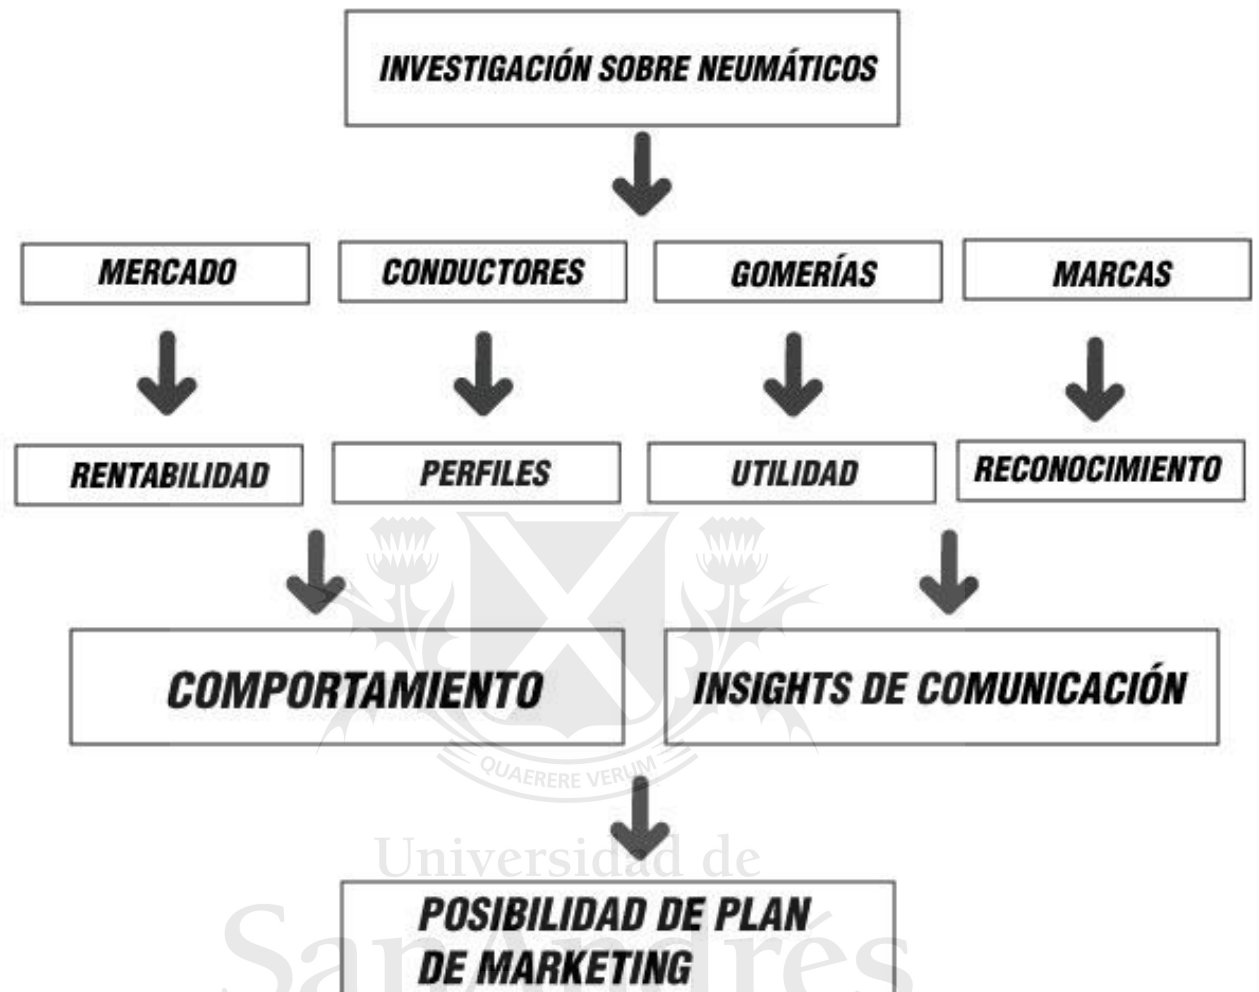 INVESTIGACIÓN SOBRE NEUMÁTICOS
MERCADO
CONDUCTORES
GOMERÍAS
MARCAS
RENTABILIDAD
PERFILES
UTILIDAD
RECONOCIMIENTO
COMPORTAMIENTO
INSIGHTS DE COMUNICACIÓN
QUAERERE VERUM
Universidad de
SanAndrés
POSIBILIDAD DE PLAN
DE MARKETING